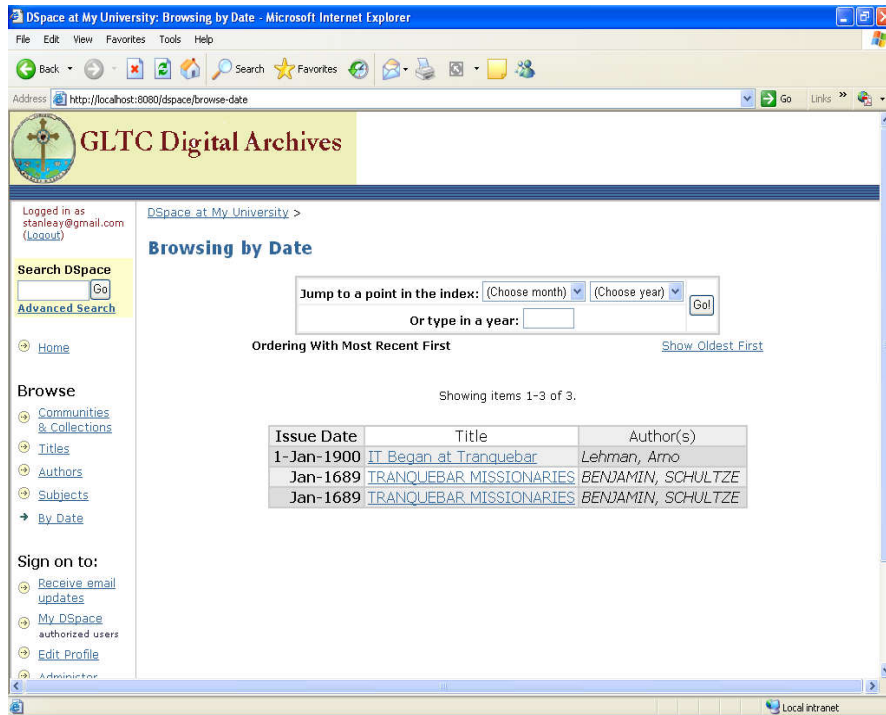 DSpace at My University: Browsing by Date - Microsoft Internet Explorer
File Edit View Favorites Tools Help
Back Search Favorites
Address http://localhost:8080/dspace/browse-date Go Links »
GLTC Digital Archives
Logged in as
stanleay@gmail.com
(Logout)
Search DSpace
Go
Advanced Search
Home
Browse
Communities
& Collections
Titles
Authors
Subjects
By Date
Sign on to:
Receive email
updates
My DSpace
authorized users
Edit Profile
Administer
DSpace at My University >
Browsing by Date
Jump to a point in the index: (Choose month) (Choose year)
Go!
Or type in a year:
Ordering With Most Recent First Show Oldest First
Showing items 1-3 of 3.
Issue Date Title Author(s)
1-Jan-1900 IT Began at Tranquebar Lehman, Arno
Jan-1689 TRANQUEBAR MISSIONARIES BENJAMIN, SCHULTZE
Jan-1689 TRANQUEBAR MISSIONARIES BENJAMIN, SCHULTZE
Local intranet